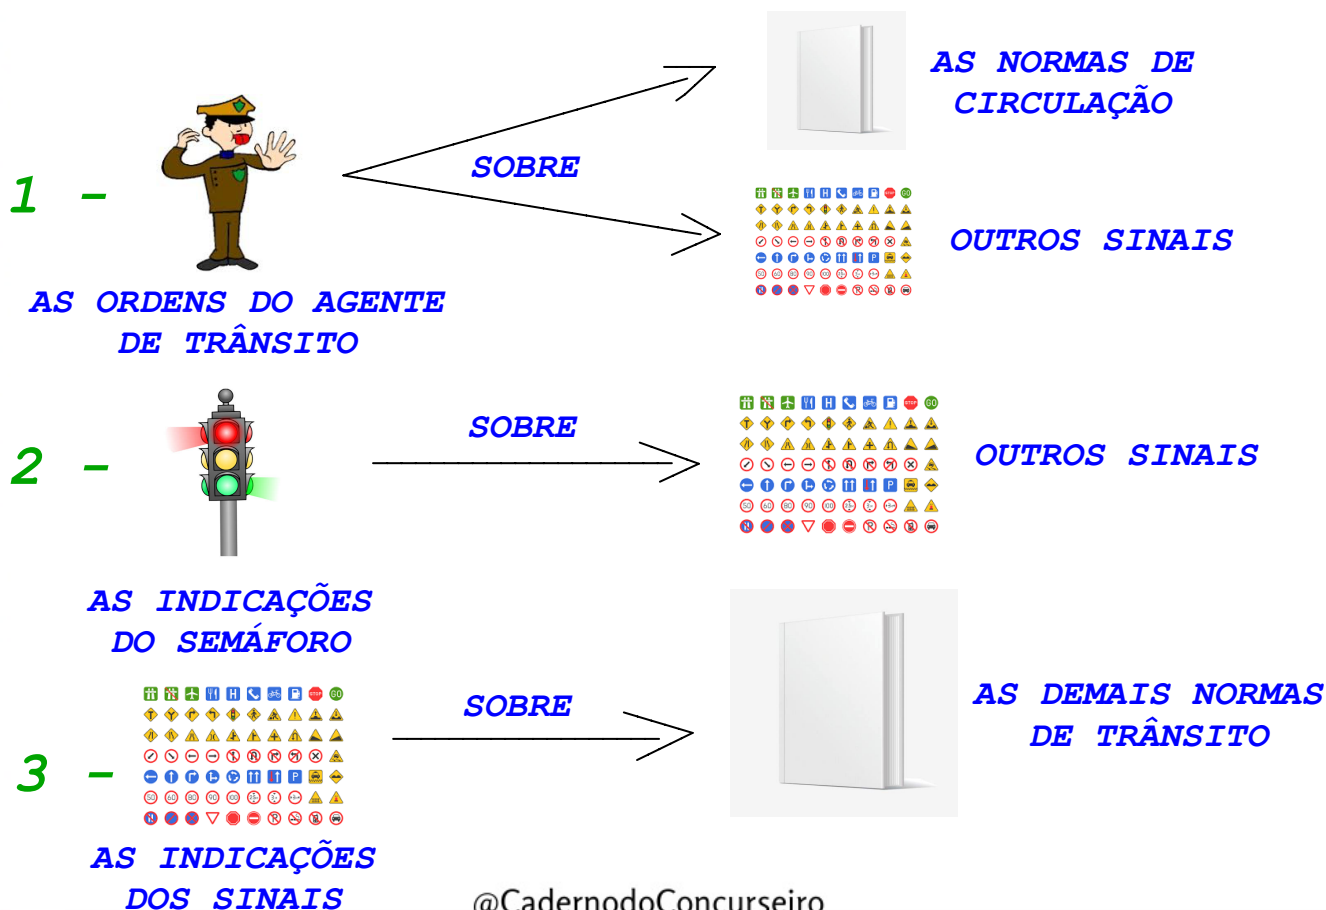 AS NORMAS DE
CIRCULAÇÃO
1 -
SOBRE
OUTROS SINAIS
AS ORDENS DO AGENTE
DE TRÂNSITO
2 -
SOBRE
OUTROS SINAIS
AS INDICAÇÕES
DO SEMÁFORO
3 -
SOBRE
AS DEMAIS NORMAS
DE TRÂNSITO
AS INDICAÇÕES
DOS SINAIS
@CadernodoConcurseiro